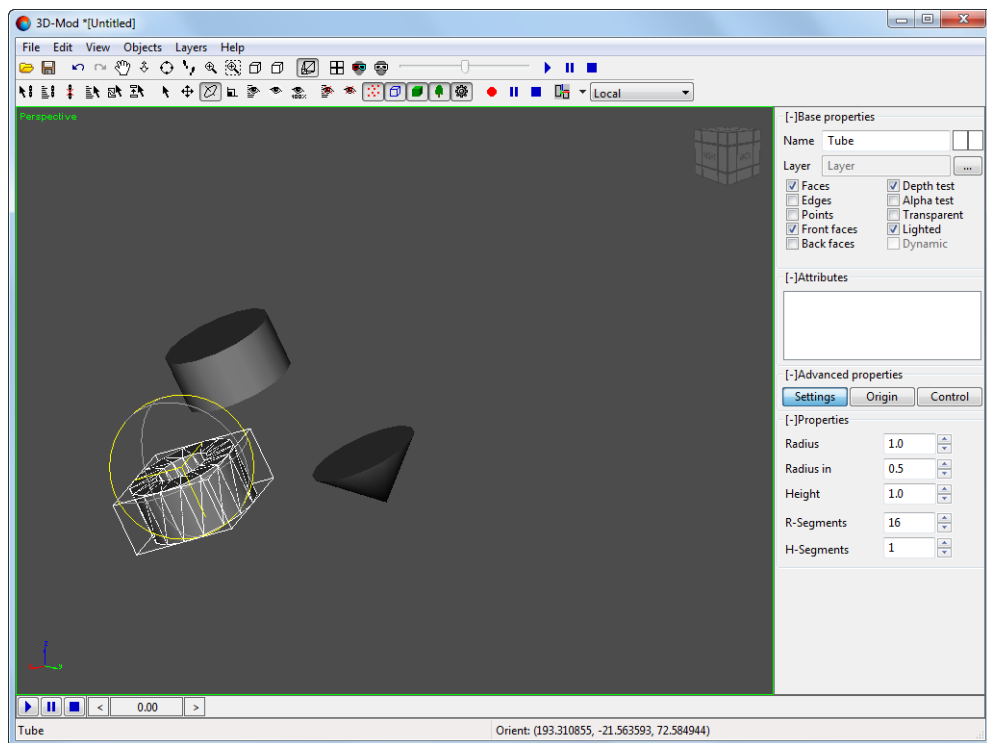 3D-Mod *[Untitled]
File Edit View Objects Layers Help
100%
Local
Perspective
[-]Base properties
Name Tube
Layer Layer ...
Faces Depth test
Edges Alpha test
Points Transparent
Front faces Lighted
Back faces Dynamic
[-]Attributes
[-]Advanced properties
Settings Origin Control
[-]Properties
Radius 1.0
Radius in 0.5
Height 1.0
R-Segments 16
H-Segments 1
z
y
< 0.00 >
Tube Orient: (193.310855, -21.563593, 72.584944)